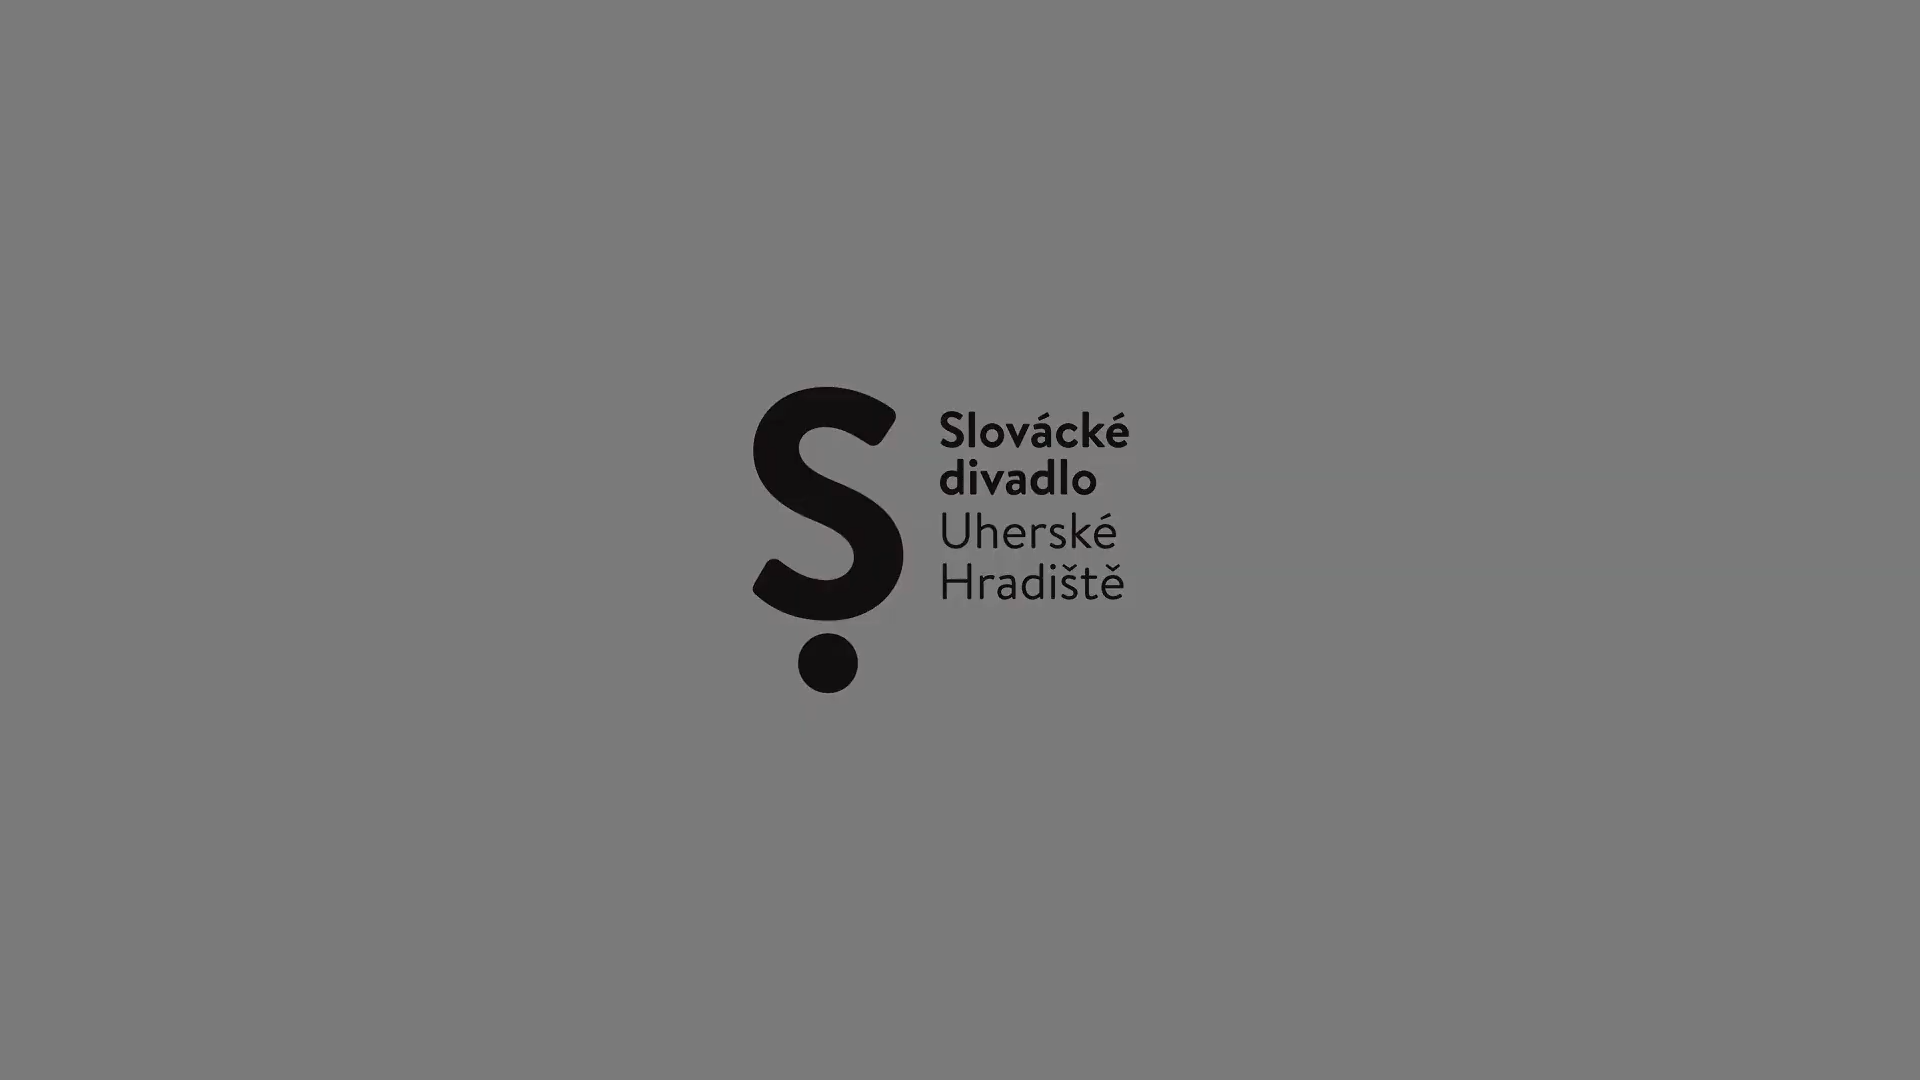 Ṣ
Slovácké
divadlo
Uherské
Hradiště